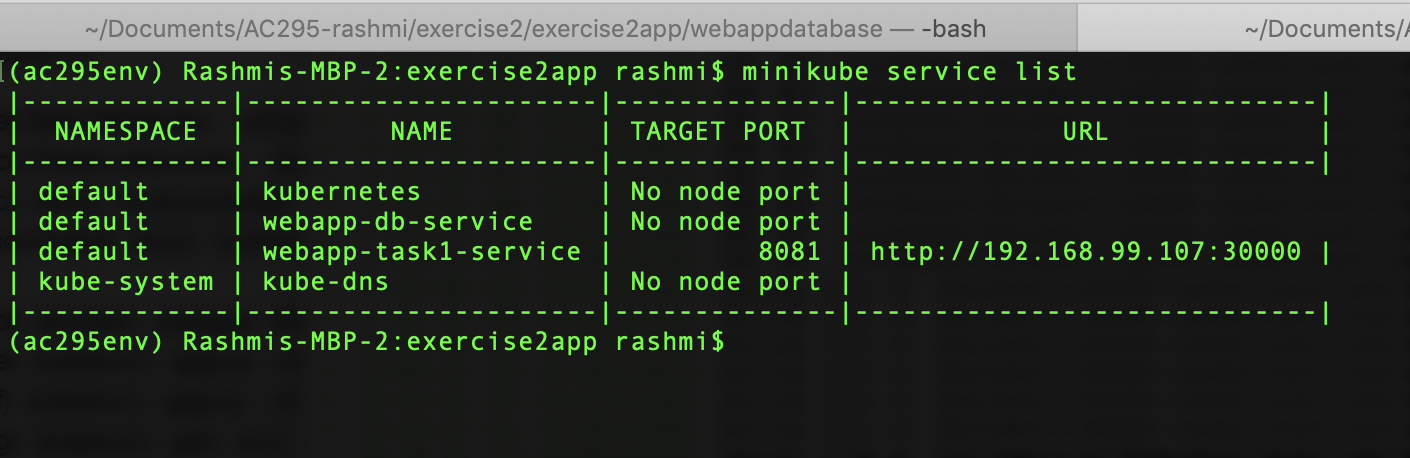 ~/Documents/AC295-rashmi/exercise2/exercise2app/webappdatabase — -bash
~/Documents/A
(ac295env) Rashmis-MBP-2:exercise2app rashmi$ minikube service list
|-------------|----------------------|--------------|-----------------------------|
|  NAMESPACE  |         NAME         | TARGET PORT  |             URL             |
|-------------|----------------------|--------------|-----------------------------|
| default     | kubernetes           | No node port |
| default     | webapp-db-service    | No node port |
| default     | webapp-task1-service |         8081 | http://192.168.99.107:30000 |
| kube-system | kube-dns             | No node port |
|-------------|----------------------|--------------|-----------------------------|
(ac295env) Rashmis-MBP-2:exercise2app rashmi$